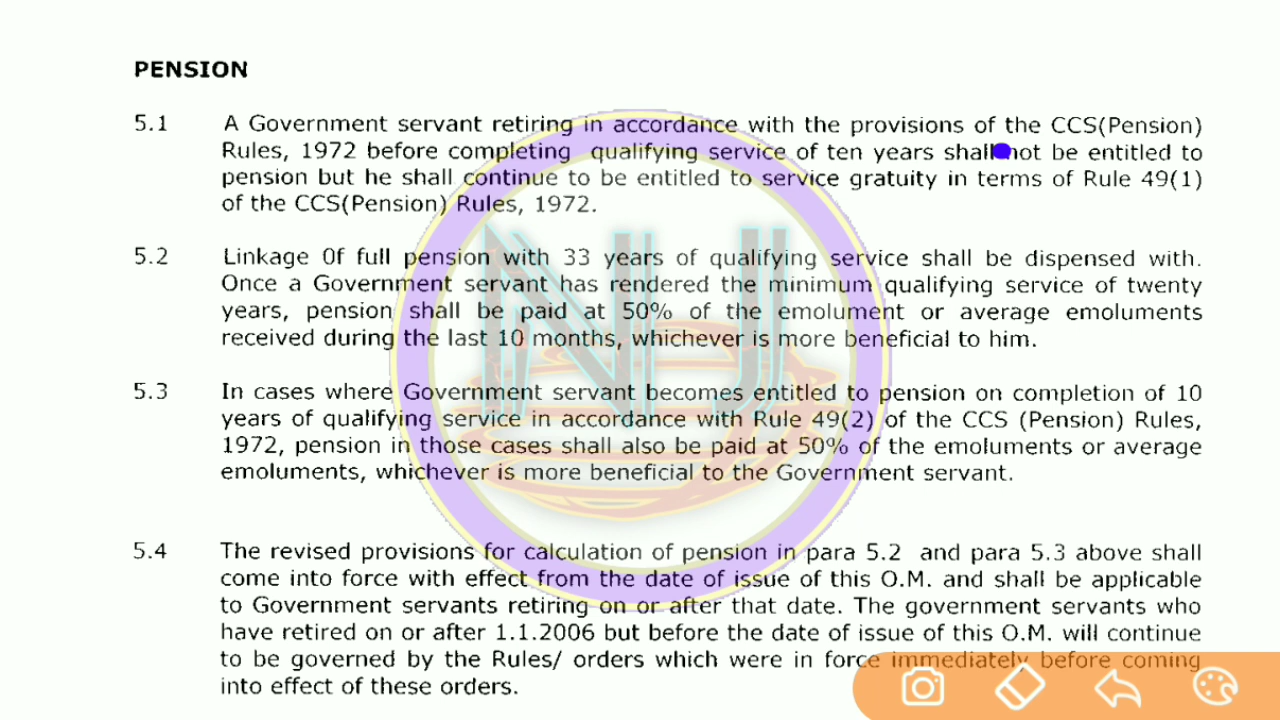 PENSION
5.1 A Government servant retiring in accordance with the provisions of the CCS(Pension)
Rules, 1972 before completing qualifying service of ten years shall not be entitled to
pension but he shall continue to be entitled to service gratuity in terms of Rule 49(1)
of the CCS(Pension) Rules, 1972.
5.2 Linkage 0f full pension with 33 years of qualifying service shall be dispensed with.
Once a Government servant has rendered the minimum qualifying service of twenty
years, pension shall be paid at 50% of the emolument or average emoluments
received during the last 10 months, whichever is more beneficial to him.
5.3 In cases where Government servant becomes entitled to pension on completion of 10
years of qualifying service in accordance with Rule 49(2) of the CCS (Pension) Rules,
1972, pension in those cases shall also be paid at 50% of the emoluments or average
emoluments, whichever is more beneficial to the Government servant.
5.4 The revised provisions for calculation of pension in para 5.2 and para 5.3 above shall
come into force with effect from the date of issue of this O.M. and shall be applicable
to Government servants retiring on or after that date. The government servants who
have retired on or after 1.1.2006 but before the date of issue of this O.M. will continue
to be governed by the Rules/ orders which were in force immediately before coming
into effect of these orders.
NJ